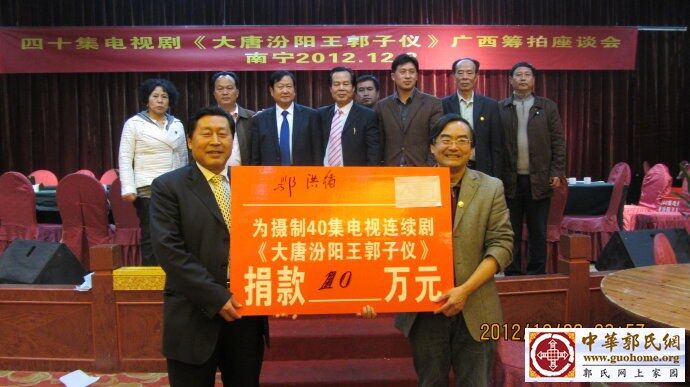 四十集电视剧《大唐汾阳王郭子仪》广西筹拍座谈会
南宁2012.12.
为摄制40集电视连续剧
《大唐汾阳王郭子仪》
捐款 10 万元
中華郭氏網
www.guohome.org
郭氏网上家园